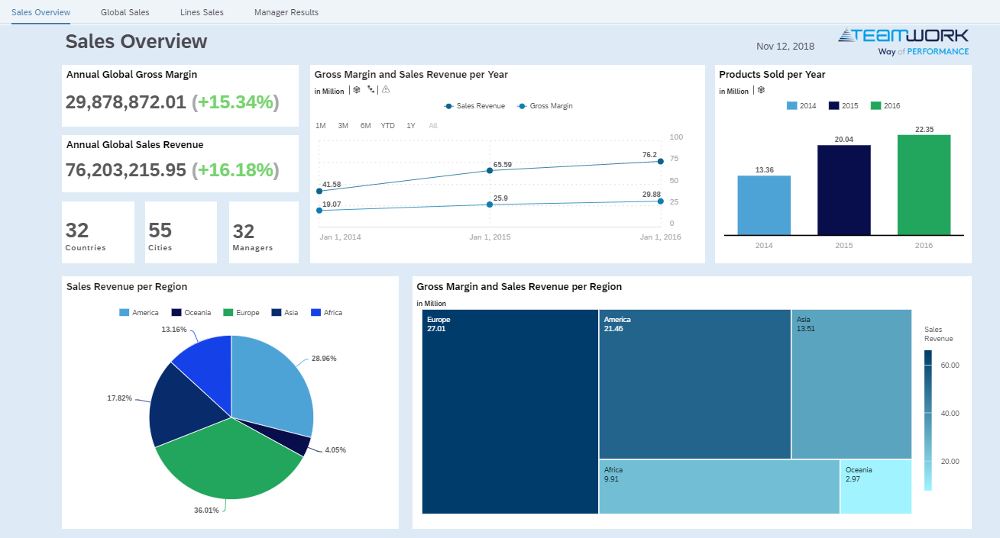 Sales Overview
Global Sales
Lines Sales
Manager Results
Sales Overview
Nov 12, 2018
TEAMWORK
Way of PERFORMANCE
Annual Global Gross Margin
29,878,872.01 (+15.34%)
Annual Global Sales Revenue
76,203,215.95 (+16.18%)
32
Countries
55
Cities
32
Managers
Gross Margin and Sales Revenue per Year
in Million
Sales Revenue
Gross Margin
1M 3M 6M YTD 1Y All
100
75
50
25
0
41.58
65.59
76.2
19.07
25.9
29.88
Jan 1, 2014
Jan 1, 2015
Jan 1, 2016
Products Sold per Year
in Million
2014 2015 2016
13.36
20.04
22.35
2014
2015
2016
Sales Revenue per Region
America Oceania Europe Asia Africa
13.16%
28.96%
17.82%
4.05%
36.01%
Gross Margin and Sales Revenue per Region
in Million
Europe
27.01
America
21.46
Asia
13.51
Africa
9.91
Oceania
2.97
Sales
Revenue
60.00
40.00
20.00